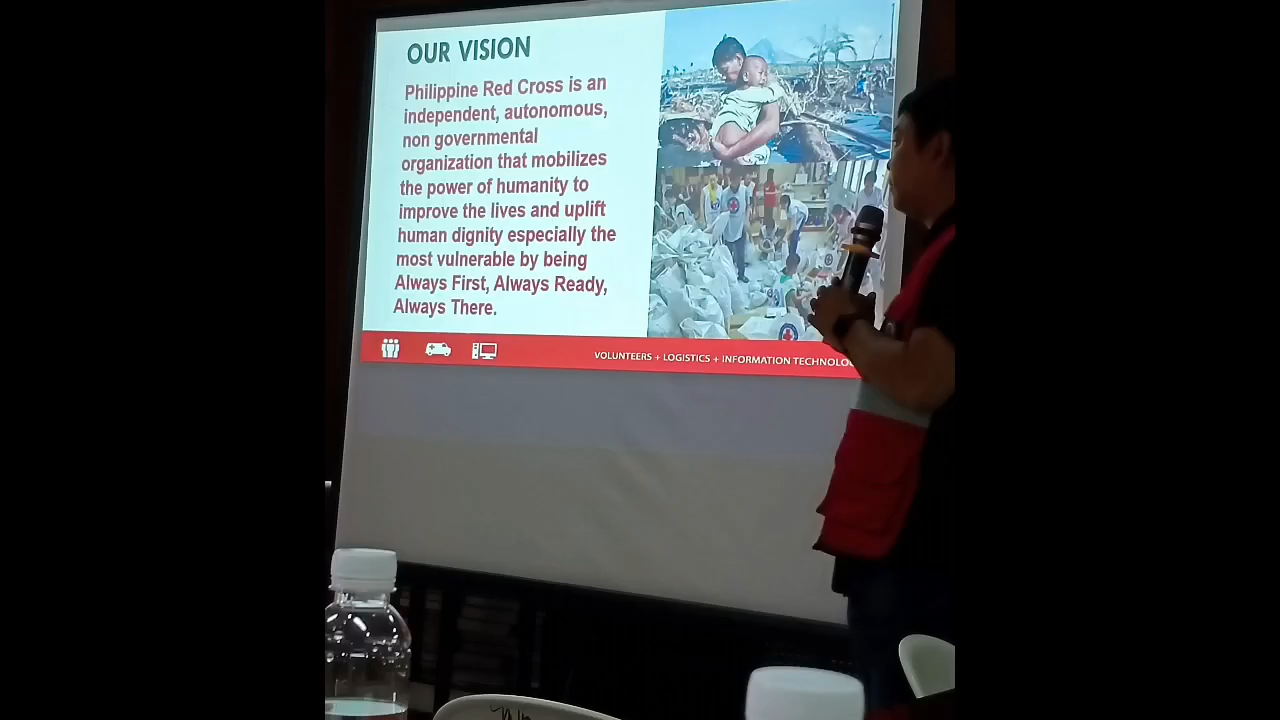 OUR VISION
Philippine Red Cross is an
independent, autonomous,
non governmental
organization that mobilizes
the power of humanity to
improve the lives and uplift
human dignity especially the
most vulnerable by being
Always First, Always Ready,
Always There.
VOLUNTEERS + LOGISTICS + INFORMATION